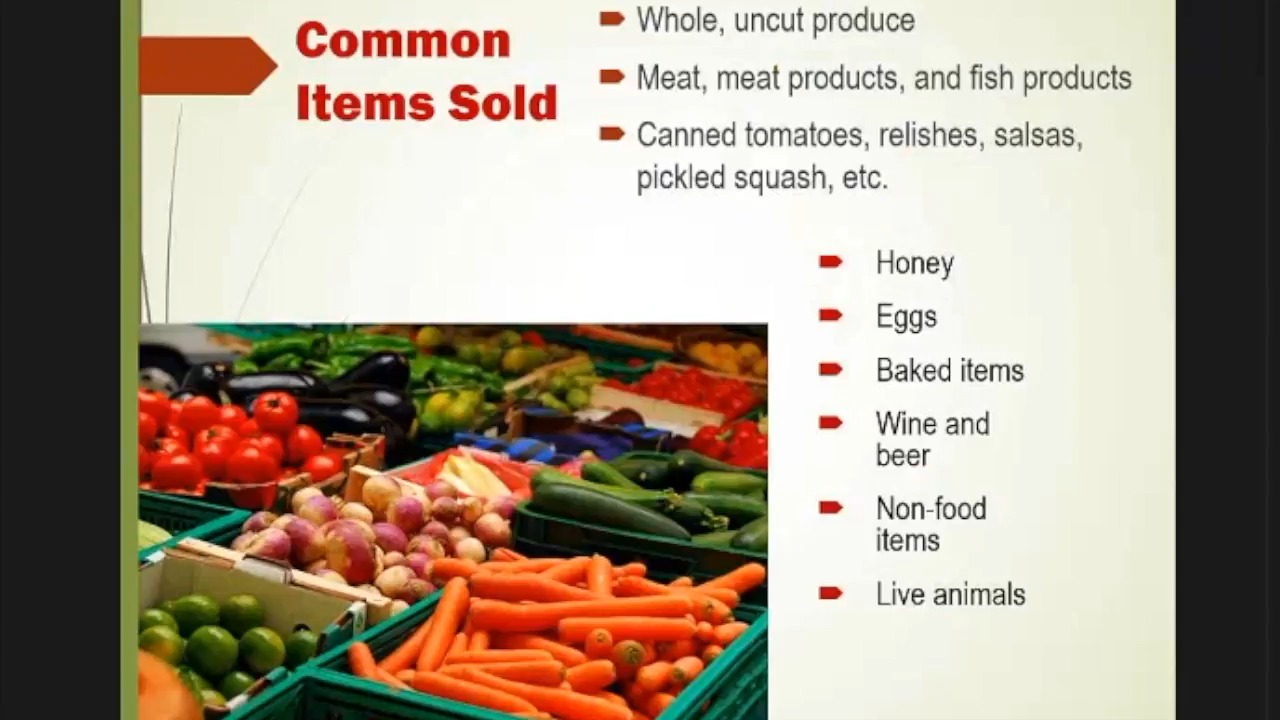 Common
Items Sold
Whole, uncut produce
Meat, meat products, and fish products
Canned tomatoes, relishes, salsas,
pickled squash, etc.
Honey
Eggs
Baked items
Wine and
beer
Non-food
items
Live animals